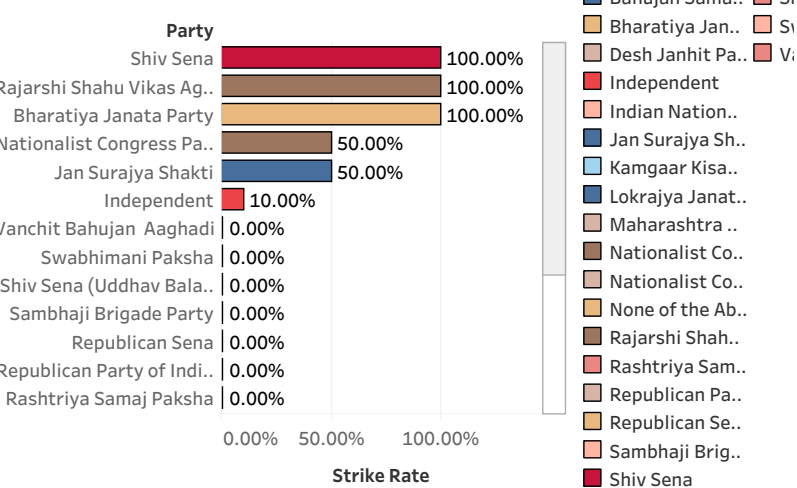 Party
Shiv Sena 100.00%
Rajarshi Shahu Vikas Ag.. 100.00%
Bharatiya Janata Party 100.00%
Nationalist Congress Pa.. 50.00%
Jan Surajya Shakti 50.00%
Independent 10.00%
Vanchit Bahujan Aaghadi 0.00%
Swabhimani Paksha 0.00%
Shiv Sena (Uddhav Bala.. 0.00%
Sambhaji Brigade Party 0.00%
Republican Sena 0.00%
Republican Party of Indi.. 0.00%
Rashtriya Samaj Paksha 0.00%
0.00% 50.00% 100.00%
Strike Rate
Bharatiya Jan..
Desh Janhit Pa..
Independent
Indian Nation..
Jan Surajya Sh..
Kamgaar Kisa..
Lokrajya Janat..
Maharashtra ..
Nationalist Co..
Nationalist Co..
None of the Ab..
Rajarshi Shah..
Rashtriya Sam..
Republican Pa..
Republican Se..
Sambhaji Brig..
Shiv Sena